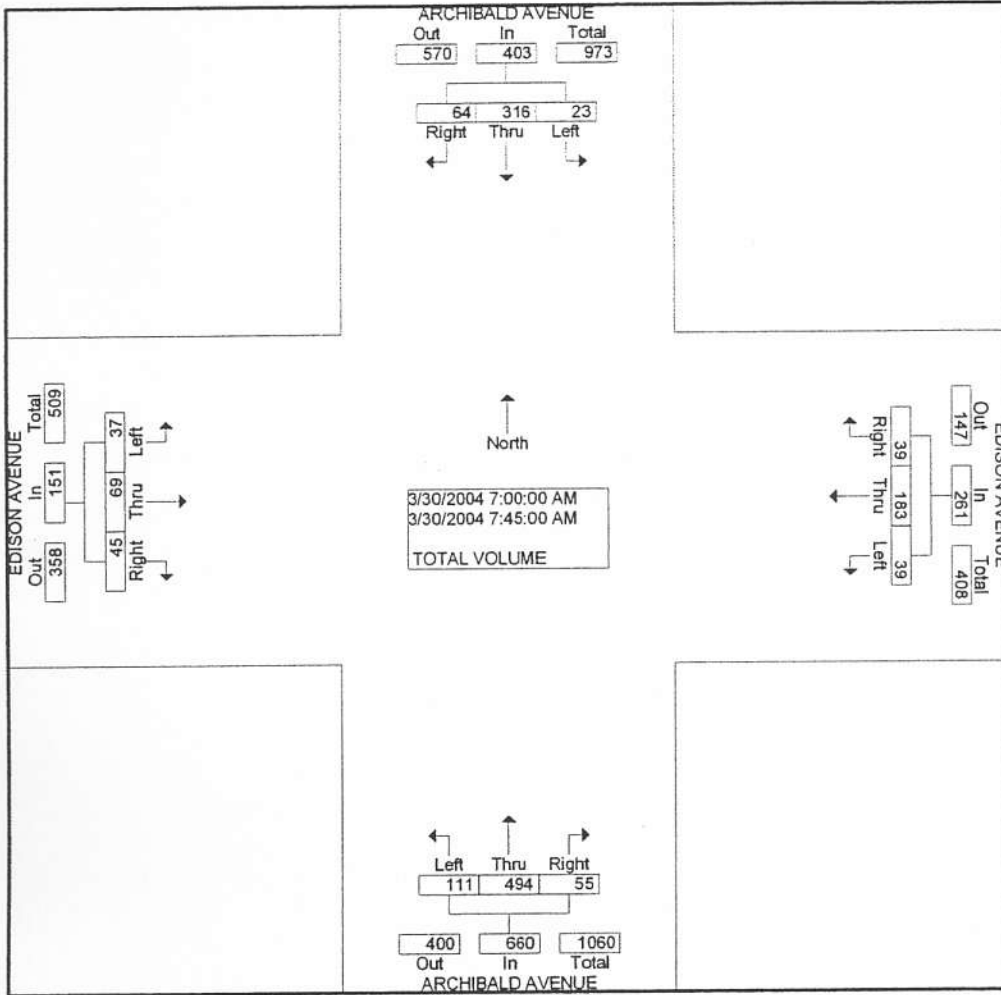 ARCHIBALD AVENUE
Out In Total
570 403 973
64 316 23
Right Thru Left
EDISON AVENUE
Total In Out
509 151 358
37 69 45
Left Thru Right
North
3/30/2004 7:00:00 AM
3/30/2004 7:45:00 AM
TOTAL VOLUME
Right Thru Left
39 183 39
147 261 408
Out In Total
EDISON AVENUE
Left Thru Right
111 494 55
400 660 1060
Out In Total
ARCHIBALD AVENUE